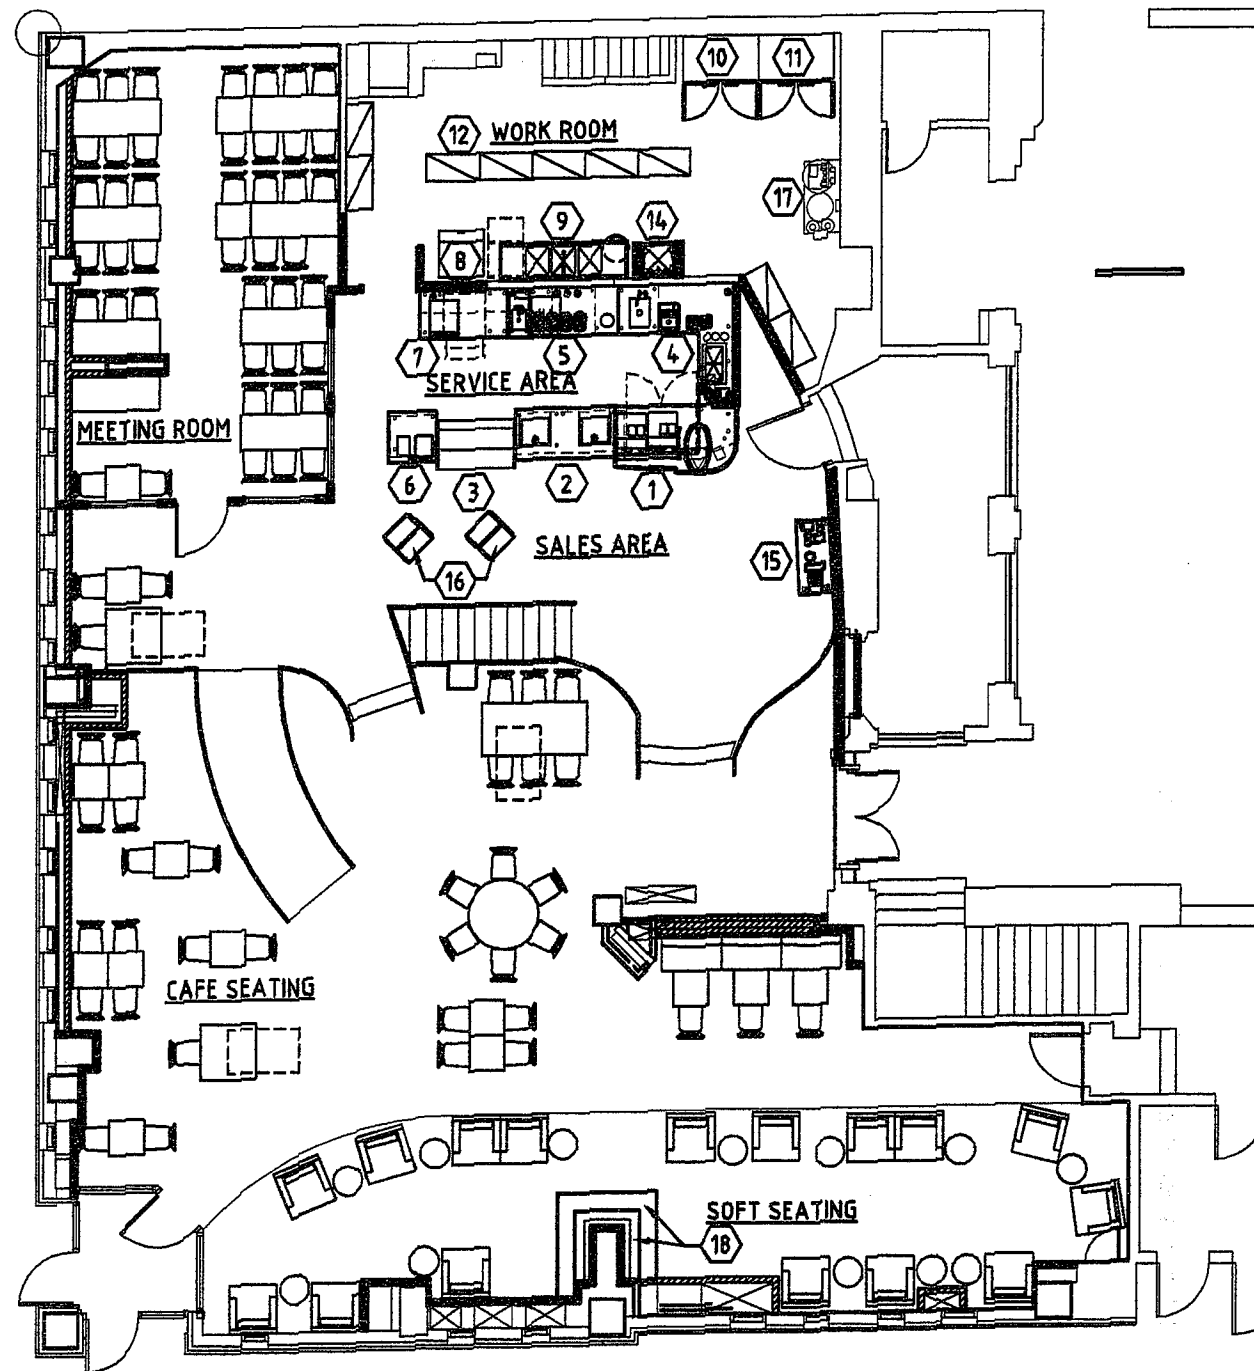 10 11
12 WORK ROOM
17
9 14
8
7 5 4
SERVICE AREA
MEETING ROOM
6 3 2 1
SALES AREA
15
16
CAFE SEATING
SOFT SEATING
18